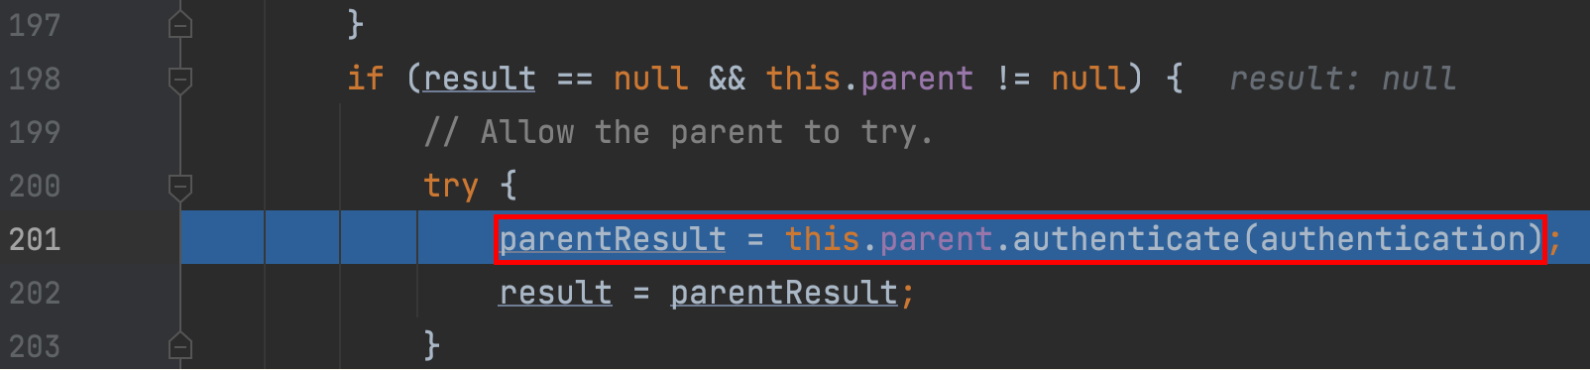 197 }
198 if (result == null && this.parent != null) { result: null
199 // Allow the parent to try.
200 try {
201 parentResult = this.parent.authenticate(authentication);
202 result = parentResult;
203 }